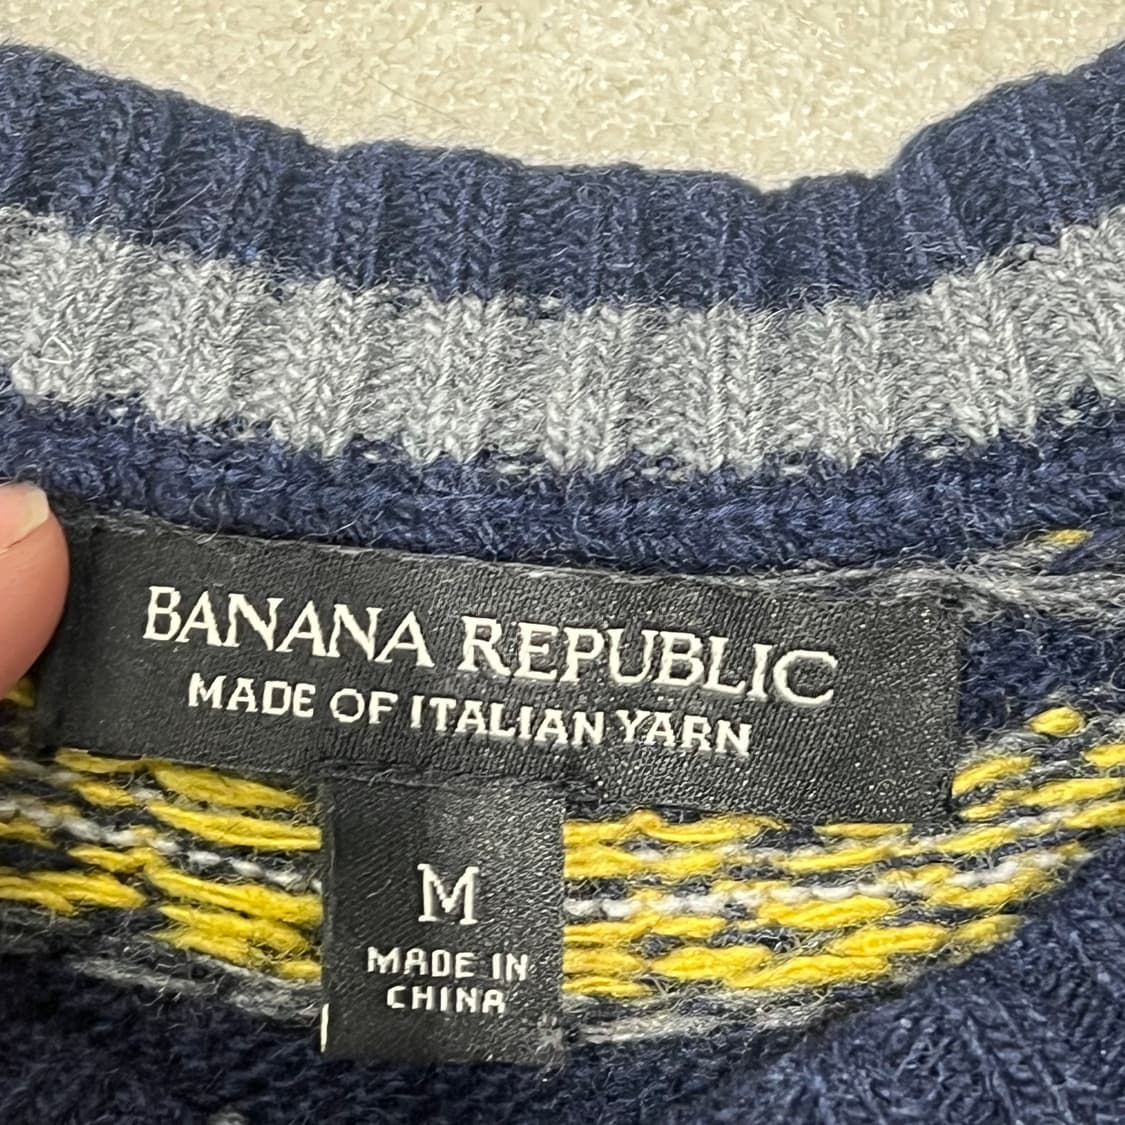 BANANA REPUBLIC
MADE OF ITALIAN YARN
M
MADE IN
CHINA